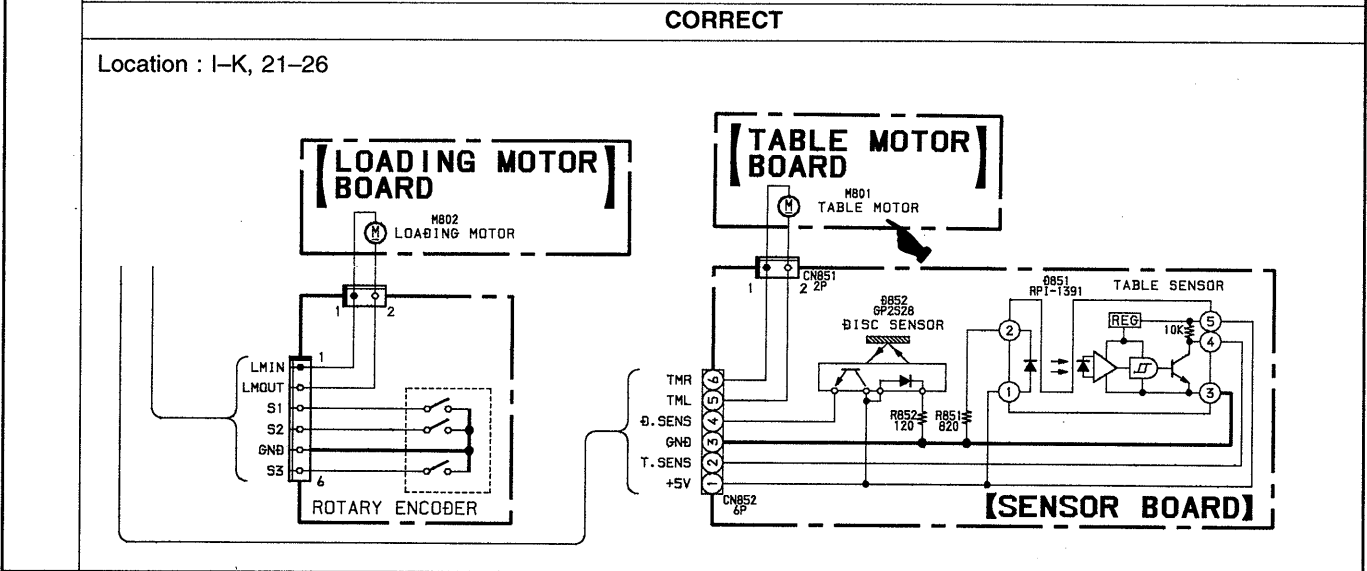 CORRECT
Location : I–K, 21–26
【LOADING MOTOR
BOARD】
M802
M LOADING MOTOR
1 2
1
LMIN
LMOUT
S1
S2
GND
S3
6
ROTARY ENCODER
【TABLE MOTOR
BOARD】
M801
M TABLE MOTOR
1 2
CN851
2P
D852
GP2S28
DISC SENSOR
D851
RPI-1391
TABLE SENSOR
REG
10K
2
1
5
4
3
TMR 6
TML 5
D.SENS 4
GND 3
T.SENS 2
+5V 1
R852
120
R851
820
CN852
6P
【SENSOR BOARD】